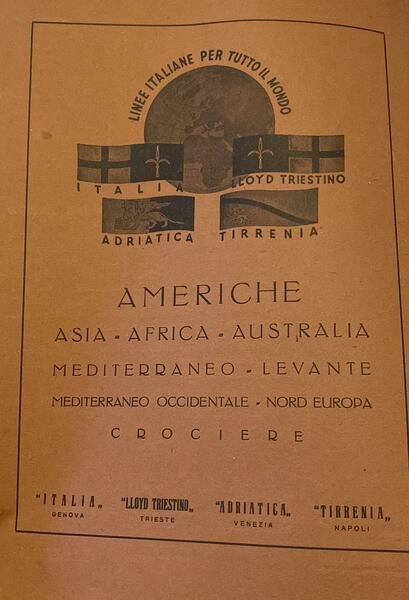 LINEE ITALIANE PER TUTTO IL MONDO
ITALIA LLOYD TRIESTINO
ADRIATICA TIRRENIA
AMERICHE
ASIA - AFRICA - AUSTRALIA
MEDITERRANEO - LEVANTE
MEDITERRANEO OCCIDENTALE - NORD EUROPA
CROCIERE
"ITALIA„ "LLOYD TRIESTINO„ "ADRIATICA„ "TIRRENIA„
GENOVA TRIESTE VENEZIA NAPOLI